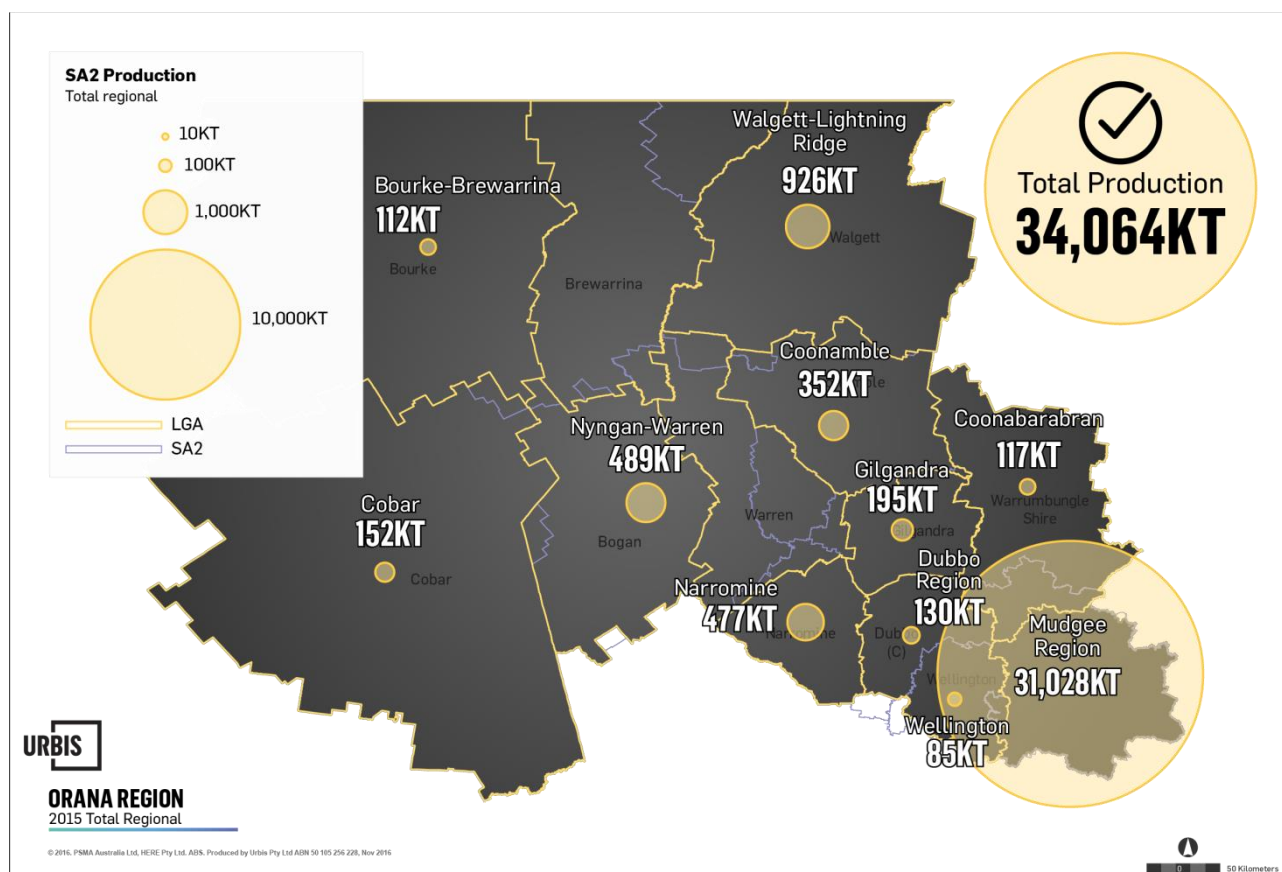 SA2 Production
Total regional
10KT
100KT
1,000KT
10,000KT
LGA
SA2
Total Production
34,064KT
Walgett-Lightning
Ridge
926KT
Walgett
Bourke-Brewarrina
112KT
Bourke
Brewarrina
Coonamble
352KT
Coonabarabran
117KT
Warrumbungle
Shire
Nyngan-Warren
489KT
Bogan
Gilgandra
195KT
Gilgandra
Warren
Cobar
152KT
Cobar
Dubbo
Region
130KT
Dubbo
(C)
Narromine
477KT
Narromine
Mudgee
Region
31,028KT
Wellington
Wellington
85KT
URBIS
ORANA REGION
2015 Total Regional
© 2016. PSMA Australia Ltd, HERE Pty Ltd. ABS. Produced by Urbis Pty Ltd ABN 50 105 256 228, Nov 2016
0
50 Kilometers